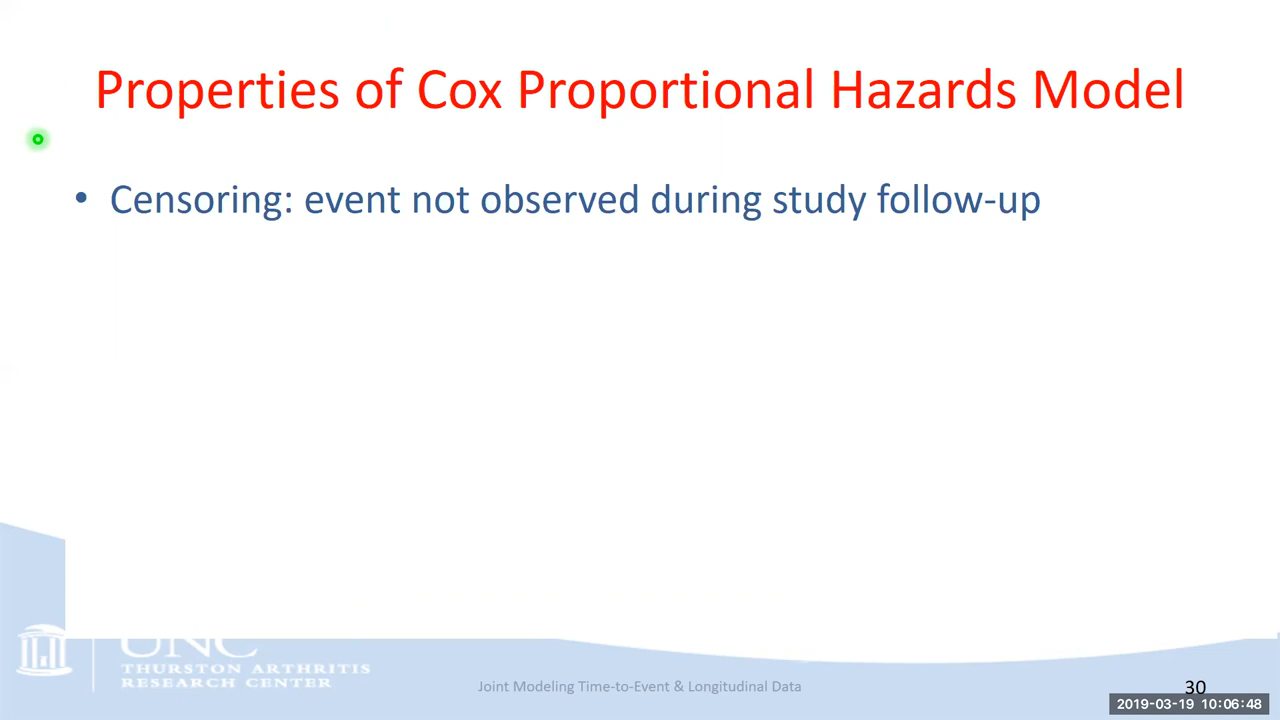 Properties of Cox Proportional Hazards Model
• Censoring: event not observed during study follow-up
UNC
THURSTON ARTHRITIS
RESEARCH CENTER
Joint Modeling Time-to-Event & Longitudinal Data
30
2019-03-19 10:06:48